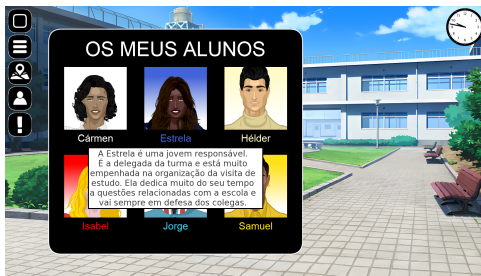 OS MEUS ALUNOS
Cármen Estrela Hélder
A Estrela é uma jovem responsável.
É a delegada da turma e está muito
empenhada na organização da visita de
estudo. Ela dedica muito do seu tempo
a questões relacionadas com a escola e
vai sempre em defesa dos colegas.
Isabel Jorge Samuel